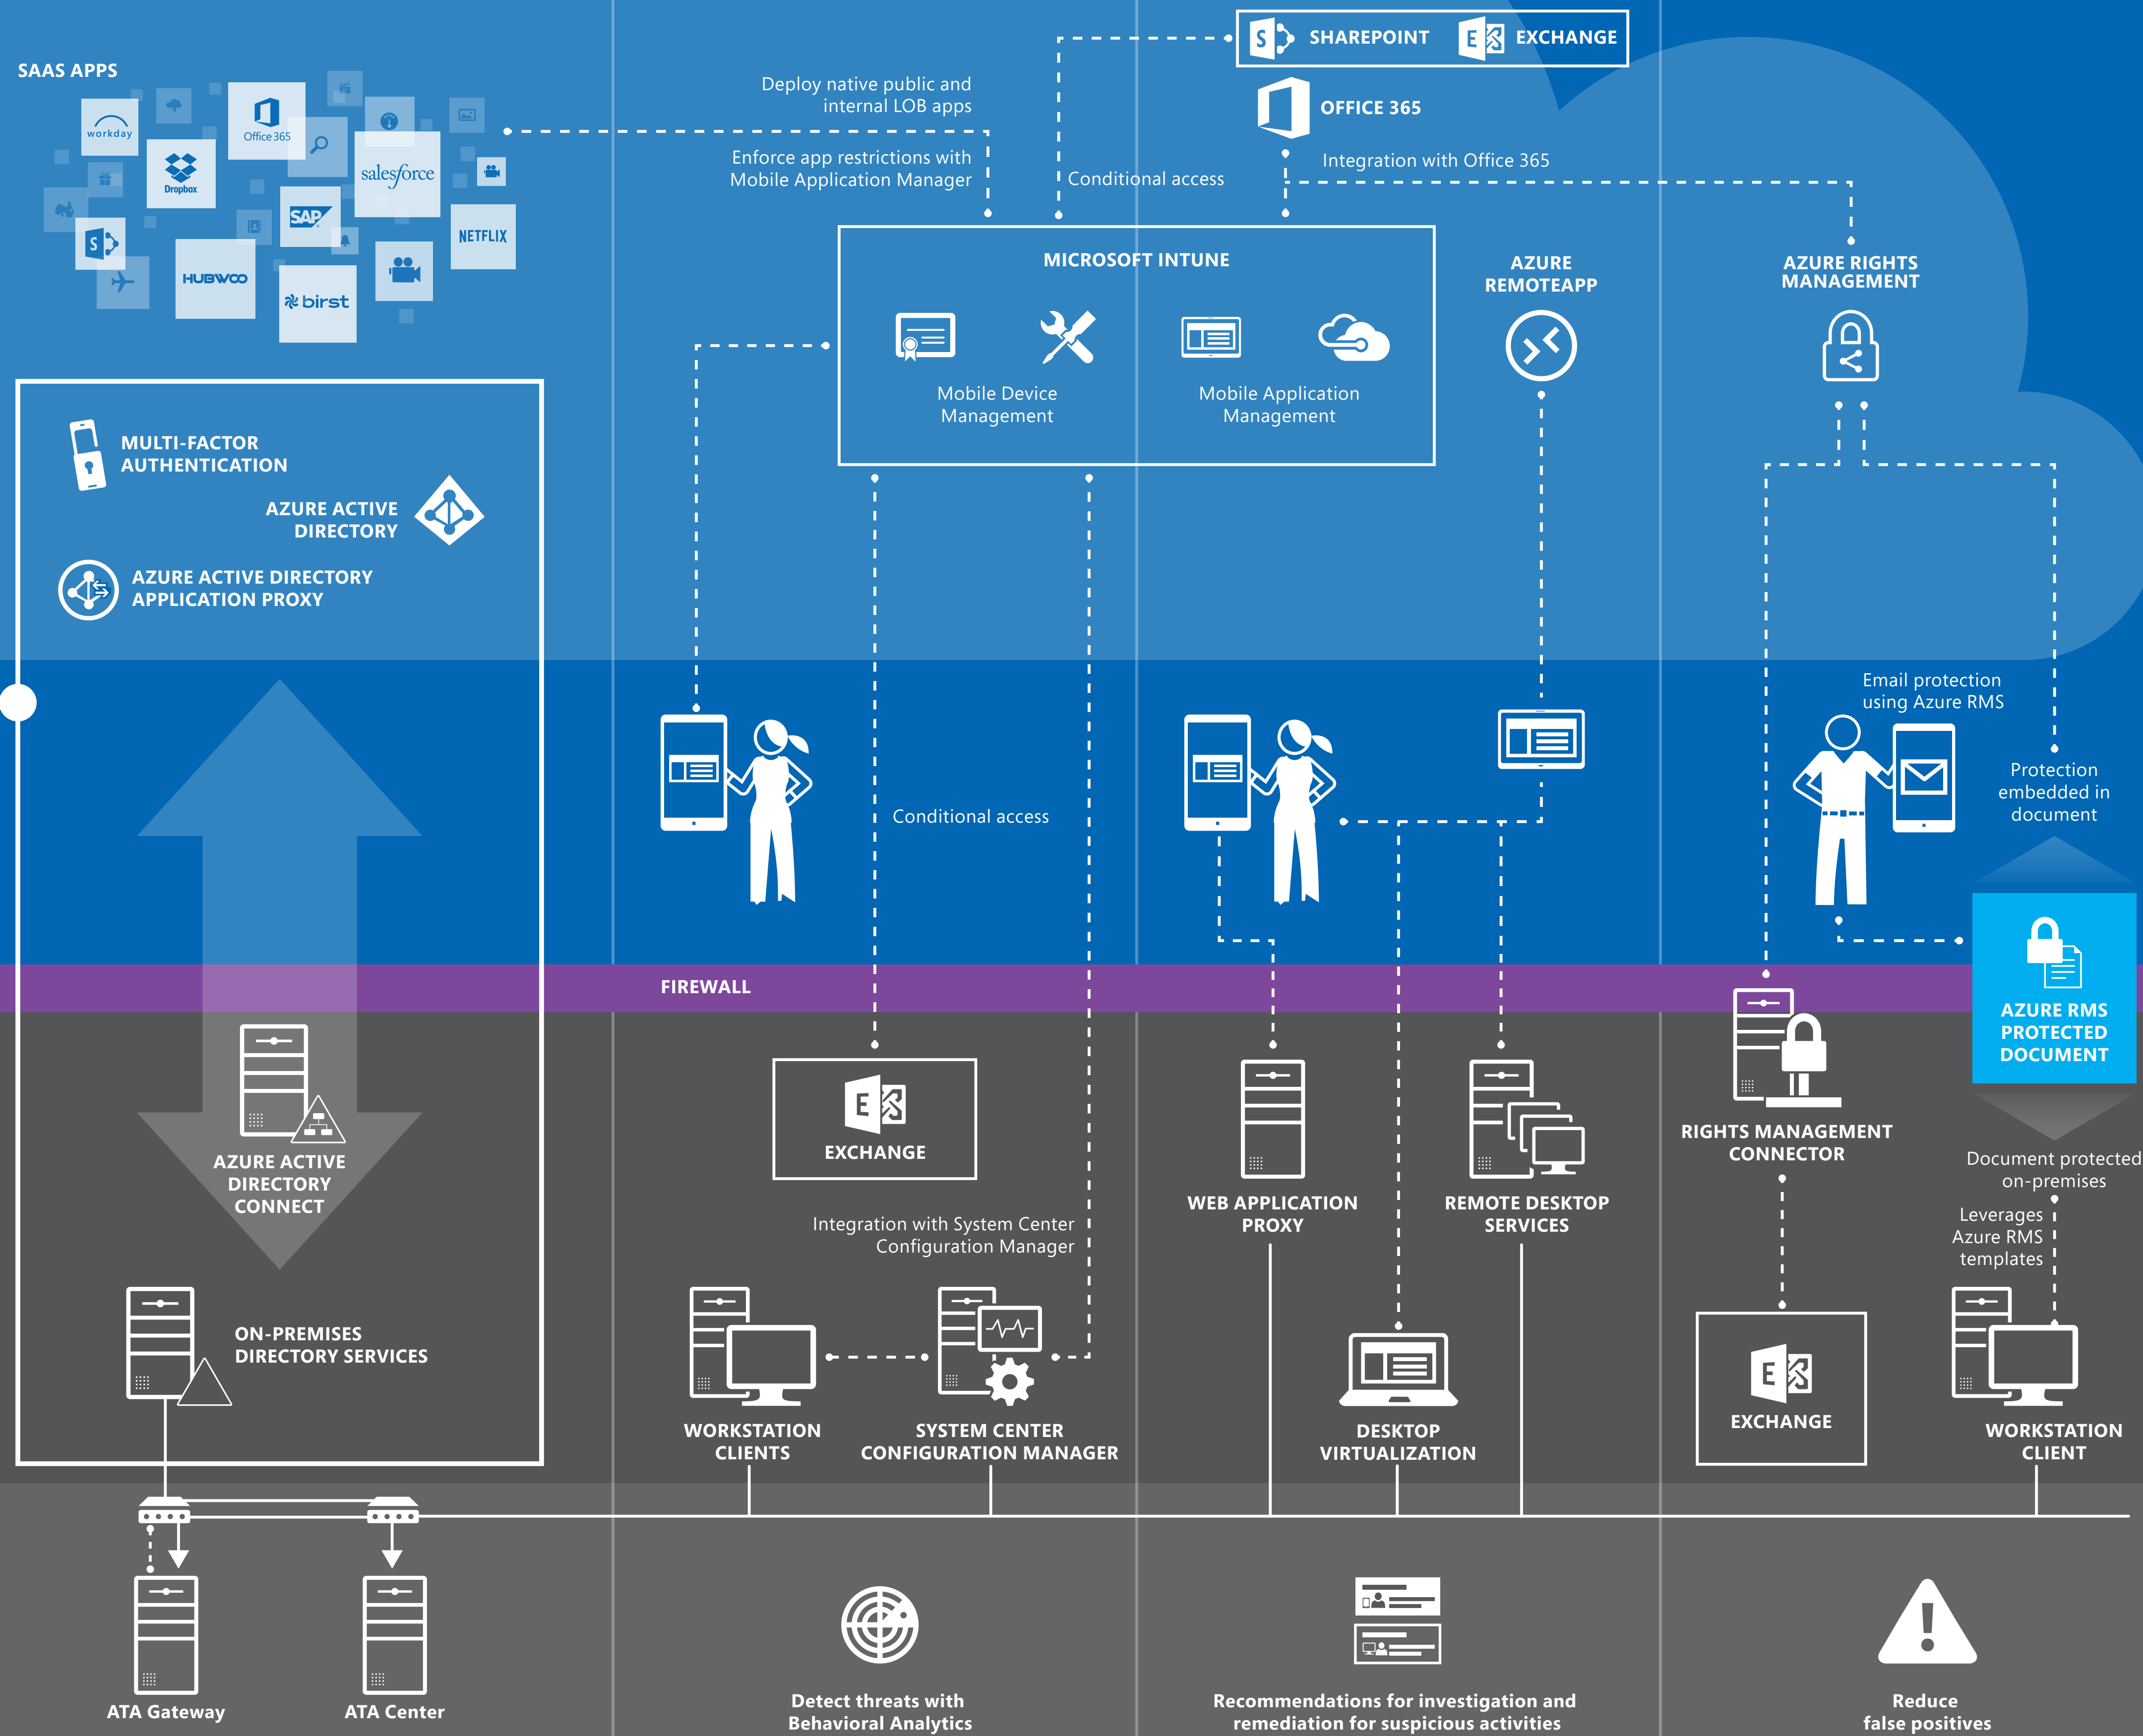 SAAS APPS
workday
Office 365
Dropbox
salesforce
SAP
NETFLIX
S
HUBWOO
birst
Deploy native public and
internal LOB apps
Enforce app restrictions with
Mobile Application Manager
Conditional access
S
SHAREPOINT
E
EXCHANGE
OFFICE 365
Integration with Office 365
MICROSOFT INTUNE
Mobile Device
Management
Mobile Application
Management
AZURE
REMOTEAPP
AZURE RIGHTS
MANAGEMENT
MULTI-FACTOR
AUTHENTICATION
AZURE ACTIVE
DIRECTORY
AZURE ACTIVE DIRECTORY
APPLICATION PROXY
Conditional access
Email protection
using Azure RMS
Protection
embedded in
document
FIREWALL
AZURE RMS
PROTECTED
DOCUMENT
AZURE ACTIVE
DIRECTORY
CONNECT
E
EXCHANGE
Integration with System Center
Configuration Manager
WEB APPLICATION
PROXY
REMOTE DESKTOP
SERVICES
RIGHTS MANAGEMENT
CONNECTOR
Document protected
on-premises
Leverages
Azure RMS
templates
ON-PREMISES
DIRECTORY SERVICES
WORKSTATION
CLIENTS
SYSTEM CENTER
CONFIGURATION MANAGER
DESKTOP
VIRTUALIZATION
E
EXCHANGE
WORKSTATION
CLIENT
ATA Gateway
ATA Center
Detect threats with
Behavioral Analytics
Recommendations for investigation and
remediation for suspicious activities
Reduce
false positives